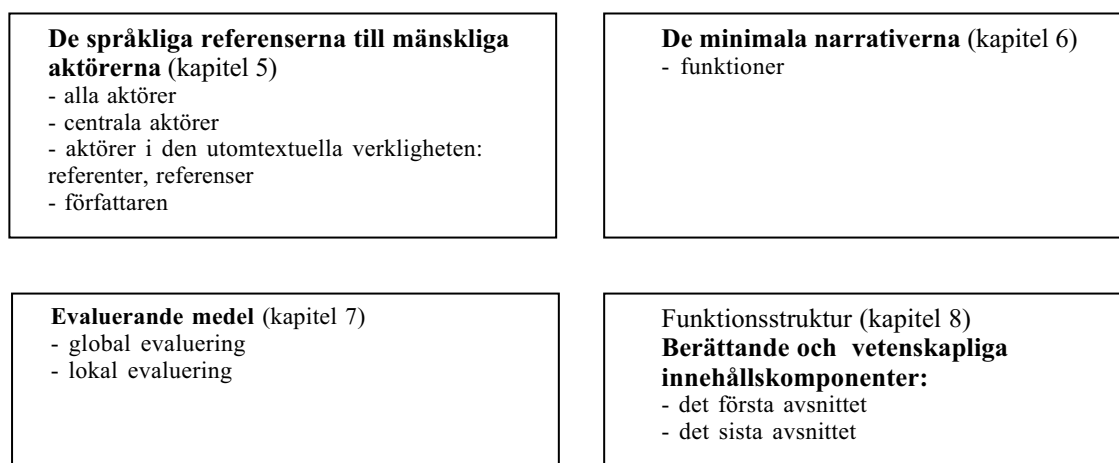 De språkliga referenserna till mänskliga
aktörerna (kapitel 5)
- alla aktörer
- centrala aktörer
- aktörer i den utomtextuella verkligheten:
referenter, referenser
- författaren
De minimala narrativerna (kapitel 6)
- funktioner
Evaluerande medel (kapitel 7)
- global evaluering
- lokal evaluering
Funktionsstruktur (kapitel 8)
Berättande och vetenskapliga
innehållskomponenter:
- det första avsnittet
- det sista avsnittet